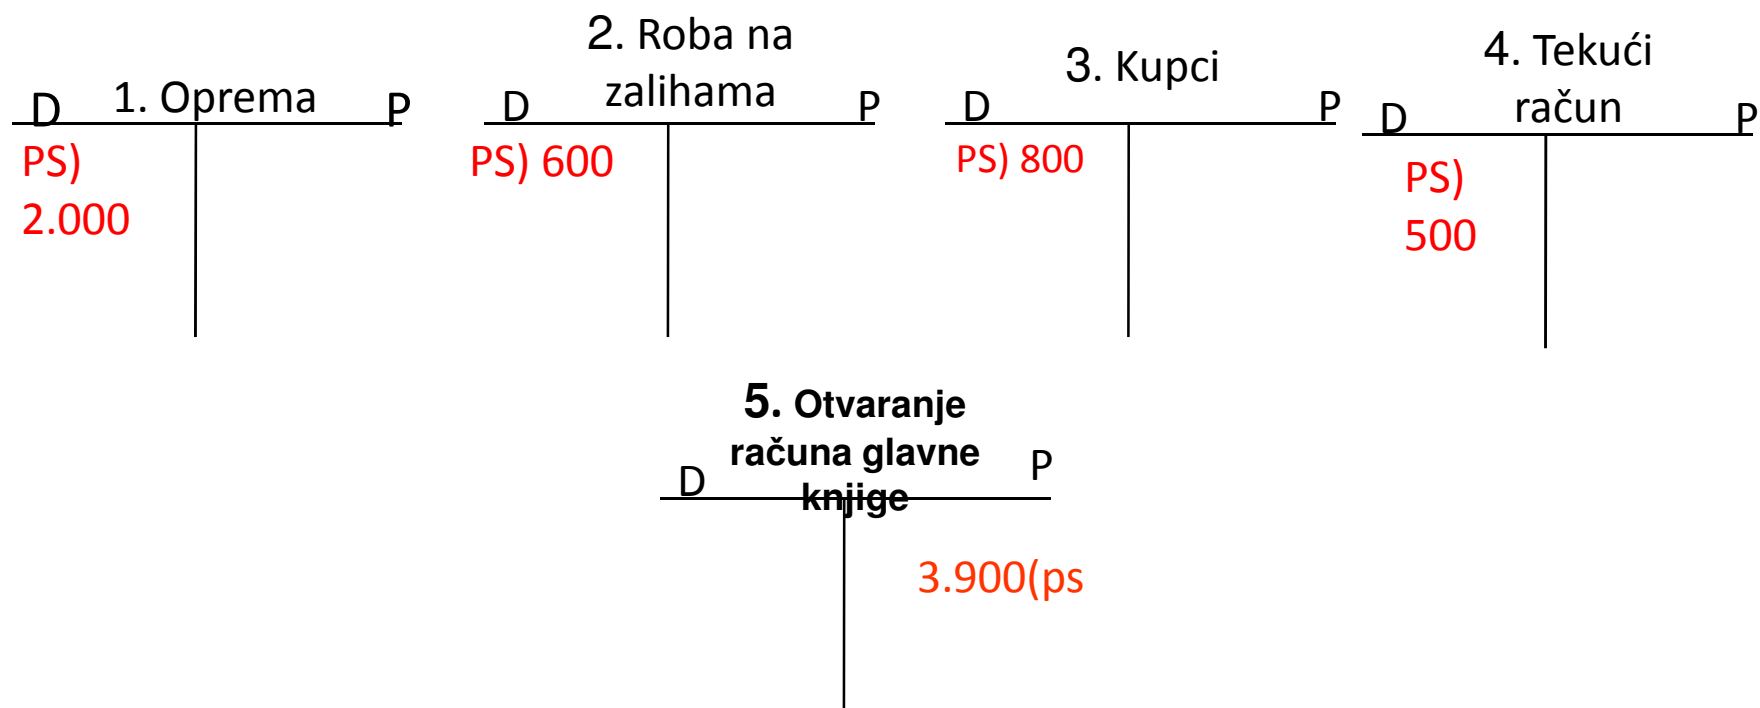 D 1. Oprema P
PS)
2.000
2. Roba na
zalihama
D P
PS) 600
3. Kupci
D P
PS) 800
4. Tekući
račun
D P
PS)
500
5. Otvaranje
računa glavne
knjige
D P
3.900(ps